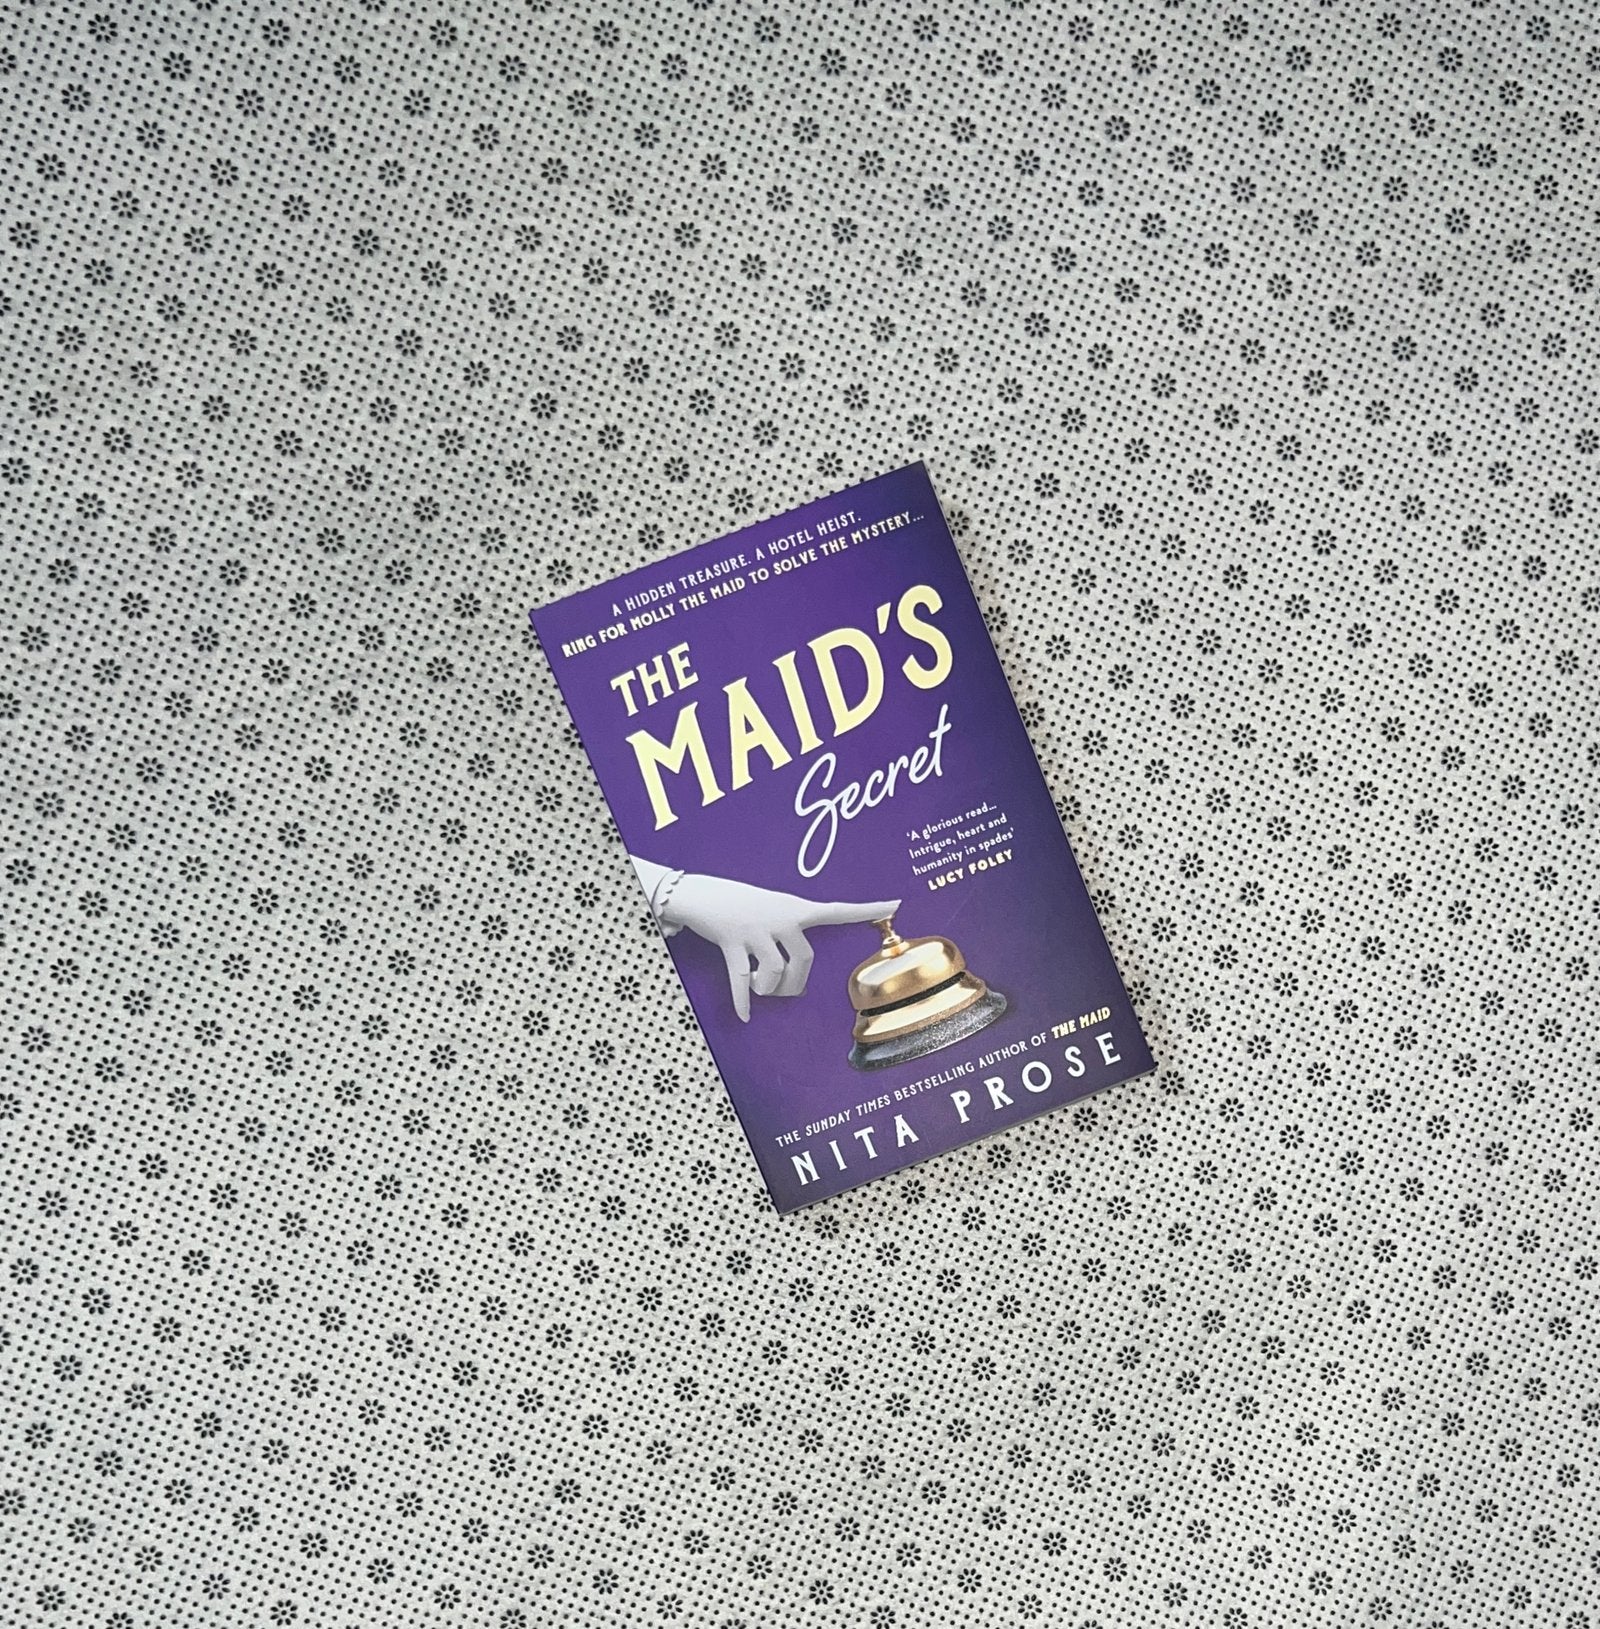 A HIDDEN TREASURE. A HOTEL HEIST.
RING FOR MOLLY THE MAID TO SOLVE THE MYSTERY...
THE
MAID'S
Secret
'A glorious read...
Intrigue, heart and
humanity in spades'
LUCY FOLEY
THE SUNDAY TIMES BESTSELLING AUTHOR OF THE MAID
NITA PROSE